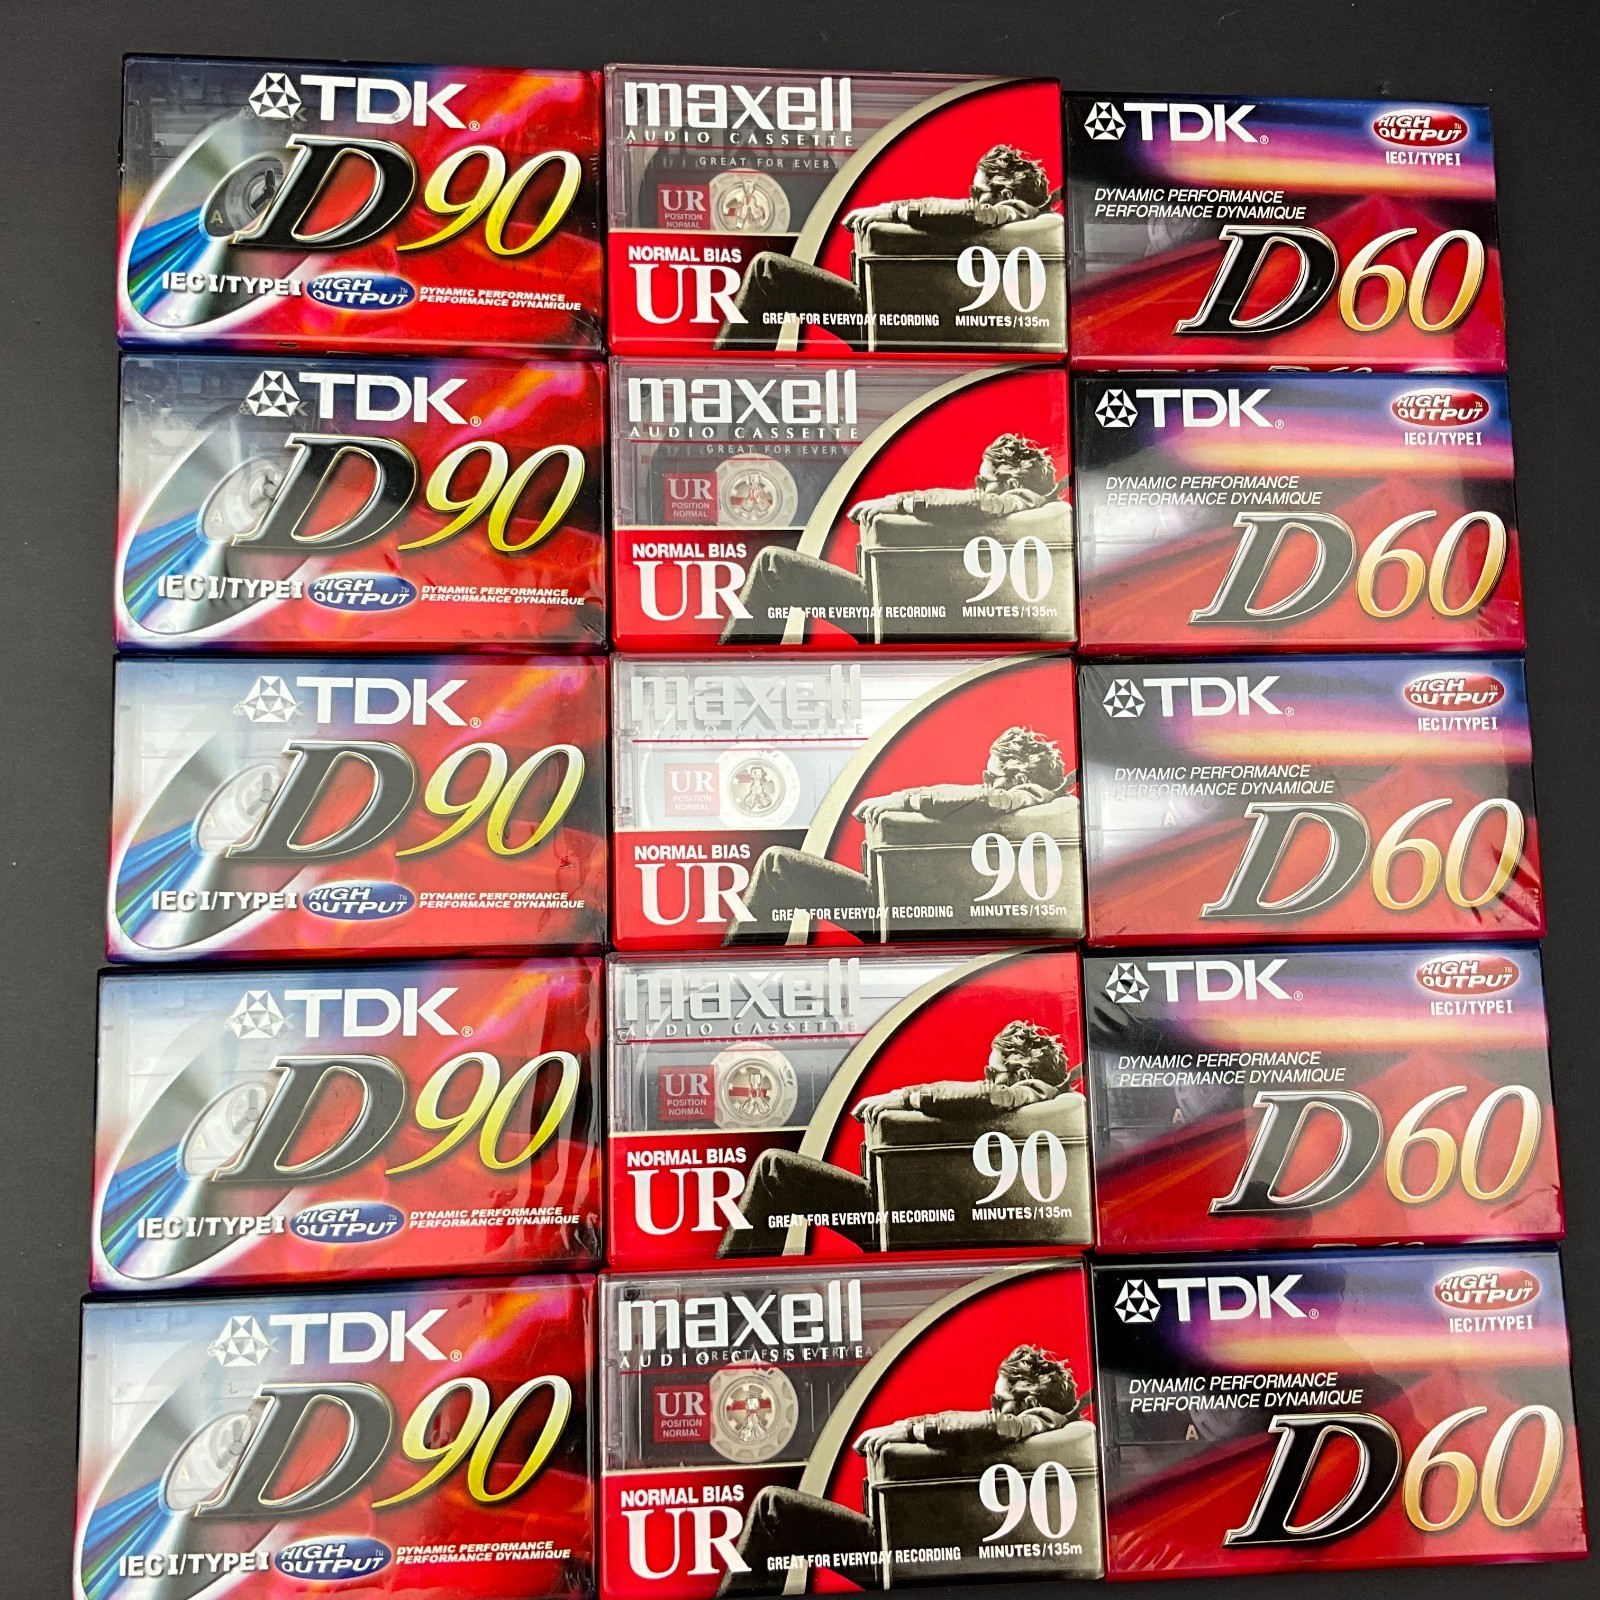 TDK
D90
IEC I/TYPE I HIGH OUTPUT DYNAMIC PERFORMANCE
PERFORMANCE DYNAMIQUE
maxell
AUDIO CASSETTE
GREAT FOR EVERY
UR
POSITION
NORMAL
NORMAL BIAS
UR
90
GREAT FOR EVERYDAY RECORDING
MINUTES/135m
TDK
HIGH
OUTPUT
IEC I/TYPE I
DYNAMIC PERFORMANCE
PERFORMANCE DYNAMIQUE
D60
TDK
D90
IEC I/TYPE I HIGH OUTPUT DYNAMIC PERFORMANCE
PERFORMANCE DYNAMIQUE
maxell
AUDIO CASSETTE
GREAT FOR EVERY
UR
POSITION
NORMAL
NORMAL BIAS
UR
90
GREAT FOR EVERYDAY RECORDING
MINUTES/135m
TDK
HIGH
OUTPUT
IEC I/TYPE I
DYNAMIC PERFORMANCE
PERFORMANCE DYNAMIQUE
D60
TDK
D90
IEC I/TYPE I HIGH OUTPUT DYNAMIC PERFORMANCE
PERFORMANCE DYNAMIQUE
maxell
AUDIO CASSETTE
UR
POSITION
NORMAL
NORMAL BIAS
UR
90
GREAT FOR EVERYDAY RECORDING
MINUTES/135m
TDK
HIGH
OUTPUT
IEC I/TYPE I
DYNAMIC PERFORMANCE
PERFORMANCE DYNAMIQUE
A
D60
TDK
D90
A
IEC I/TYPE I HIGH OUTPUT DYNAMIC PERFORMANCE
PERFORMANCE DYNAMIQUE
maxell
AUDIO CASSETTE
UR
POSITION
NORMAL
NORMAL BIAS
UR
90
GREAT FOR EVERYDAY RECORDING
MINUTES/135m
TDK
HIGH
OUTPUT
IEC I/TYPE I
DYNAMIC PERFORMANCE
PERFORMANCE DYNAMIQUE
A
D60
TDK
D90
A
IEC I/TYPE I HIGH OUTPUT DYNAMIC PERFORMANCE
PERFORMANCE DYNAMIQUE
maxell
AUDIO CASSETTE
UR
POSITION
NORMAL
NORMAL BIAS
UR
90
GREAT FOR EVERYDAY RECORDING
MINUTES/135m
TDK
HIGH
OUTPUT
IEC I/TYPE I
DYNAMIC PERFORMANCE
PERFORMANCE DYNAMIQUE
A
D60